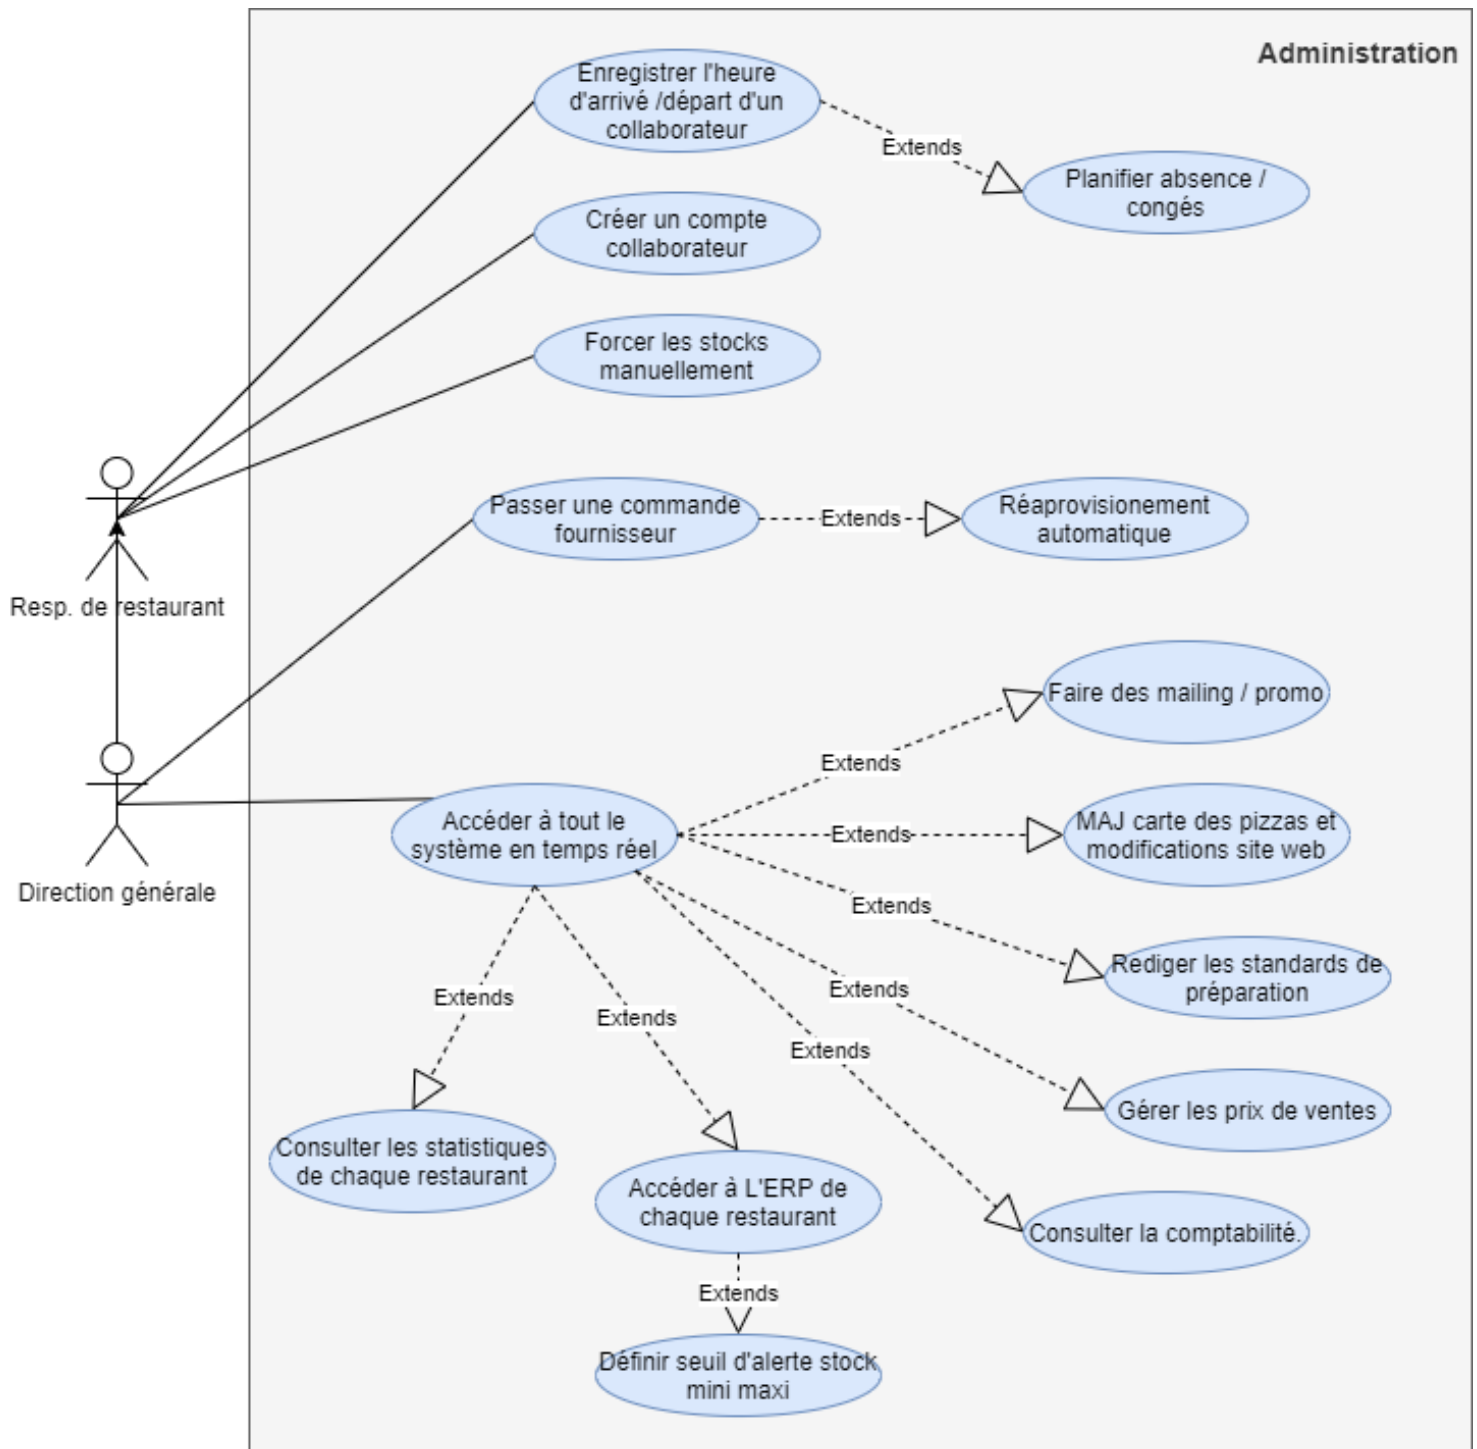 Administration
Enregistrer l'heure
d'arrivé /départ d'un
collaborateur
Extends
Planifier absence /
congés
Créer un compte
collaborateur
Forcer les stocks
manuellement
Resp. de restaurant
Passer une commande
fournisseur
Extends
Réaprovisionement
automatique
Faire des mailing / promo
Extends
Direction générale
Accéder à tout le
système en temps réel
Extends
MAJ carte des pizzas et
modifications site web
Extends
Rediger les standards de
préparation
Extends
Extends
Extends
Extends
Gérer les prix de ventes
Consulter les statistiques
de chaque restaurant
Accéder à L'ERP de
chaque restaurant
Consulter la comptabilité.
Extends
Définir seuil d'alerte stock
mini maxi